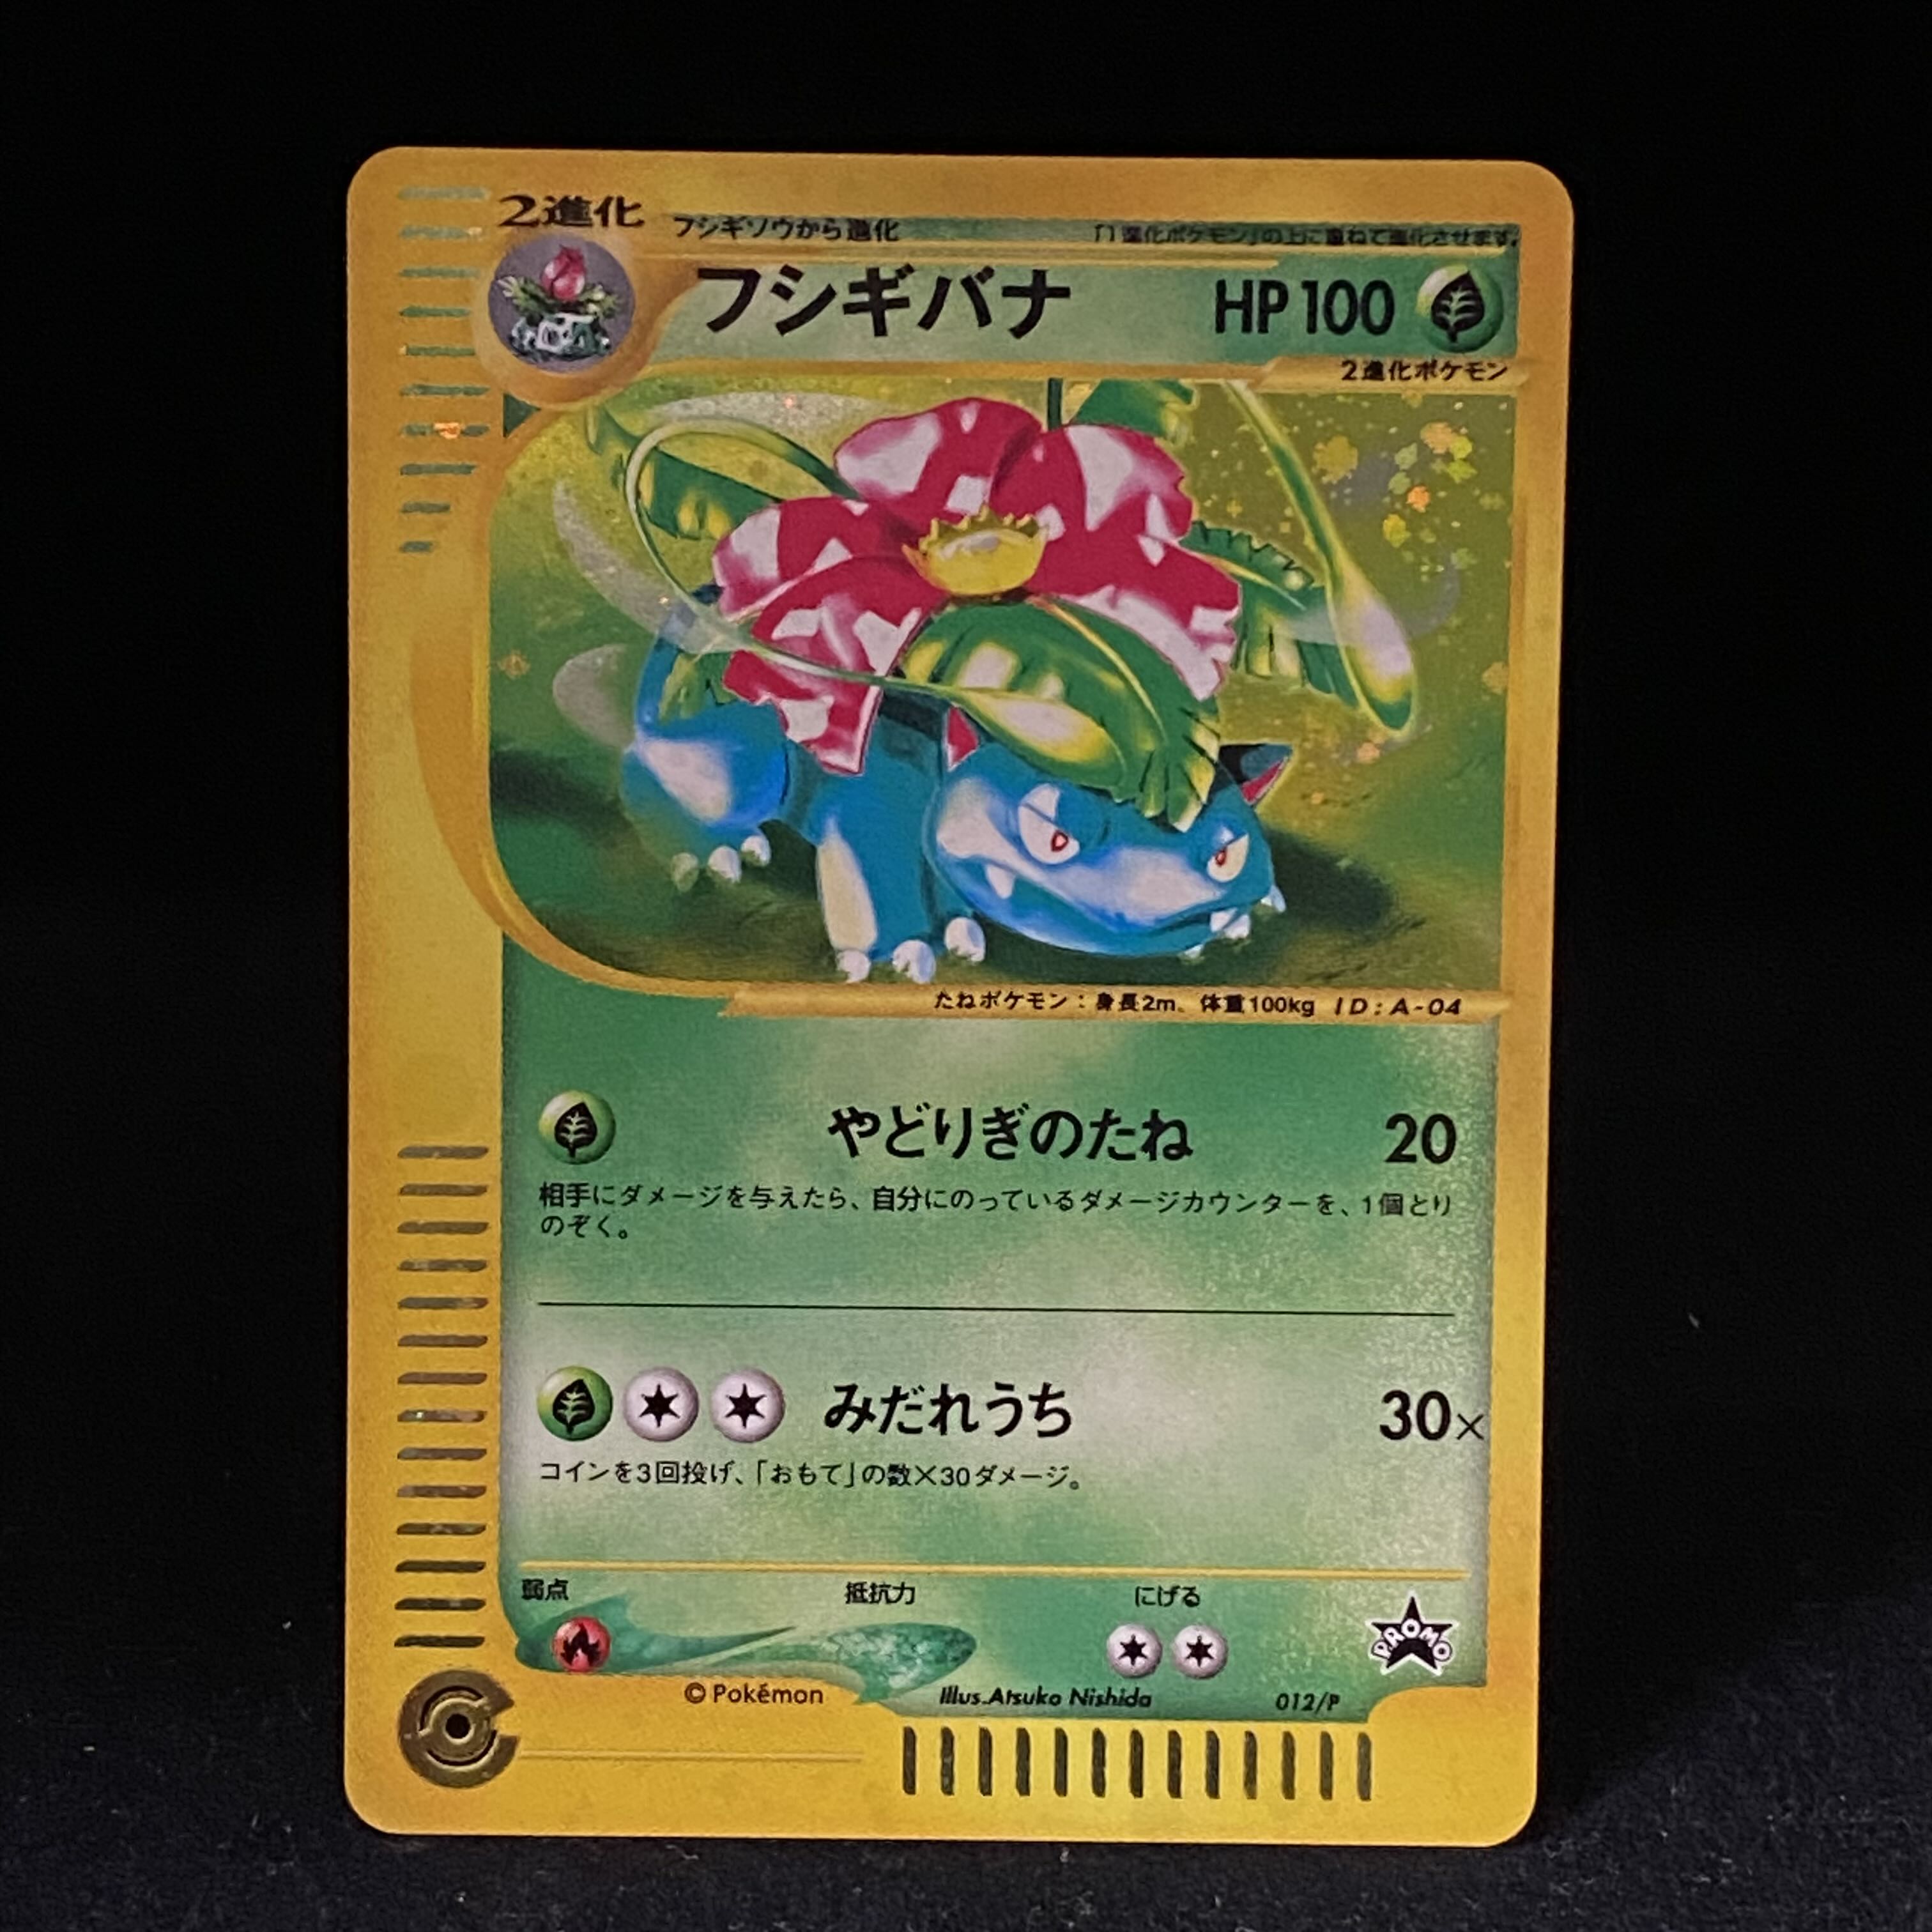 2進化
フシギソウから進化
「1進化ポケモン」の上に重ねて進化させます。
フシギバナ HP100
2進化ポケモン
たねポケモン：身長2m、体重100kg ID:A-04
やどりぎのたね 20
相手にダメージを与えたら、自分にのっているダメージカウンターを、1個とり
のぞく。
みだれうち 30×
コインを3回投げ、「おもて」の数×30ダメージ。
弱点 抵抗力 にげる
PROMO
© Pokémon Illus.Atsuko Nishida 012/P